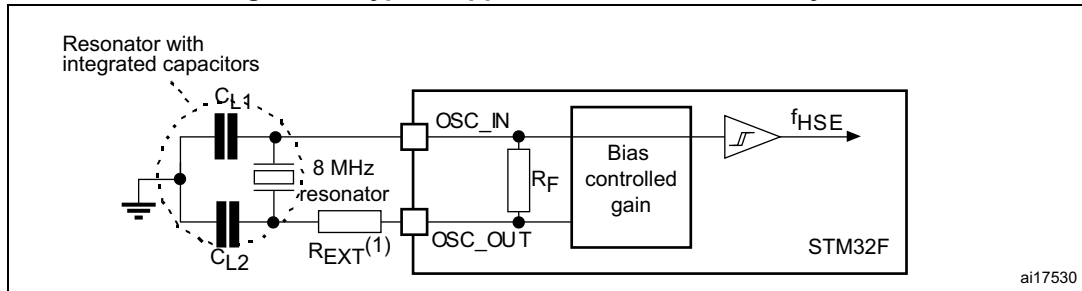 Resonator with
integrated capacitors
CL1
OSC_IN
fHSE
8 MHz
resonator
RF
Bias
controlled
gain
REXT(1)
OSC_OUT
CL2
STM32F
ai17530